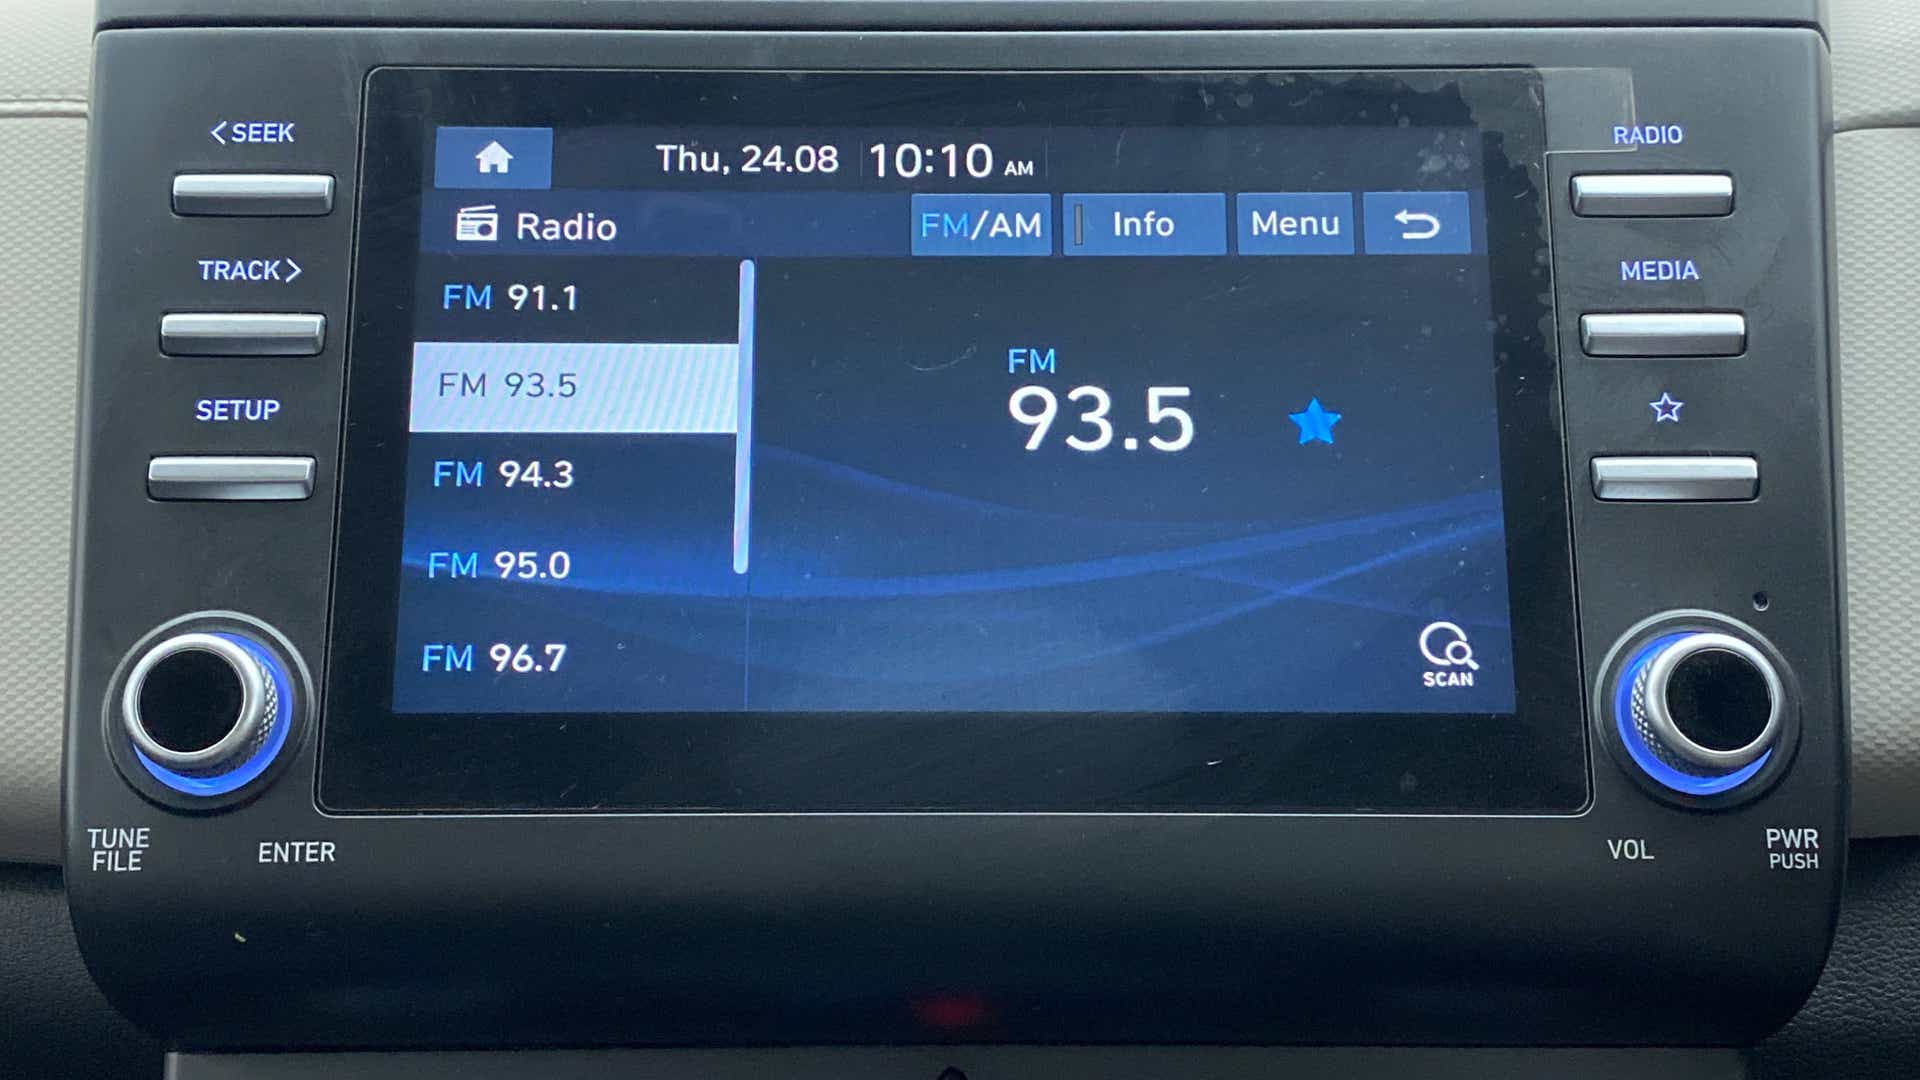 < SEEK
TRACK >
SETUP
TUNE
FILE
ENTER
Thu, 24.08 10:10 AM
Radio
FM/AM
Info
Menu
FM 91.1
FM 93.5
FM 94.3
FM 95.0
FM 96.7
FM
93.5
SCAN
RADIO
MEDIA
VOL
PWR
PUSH